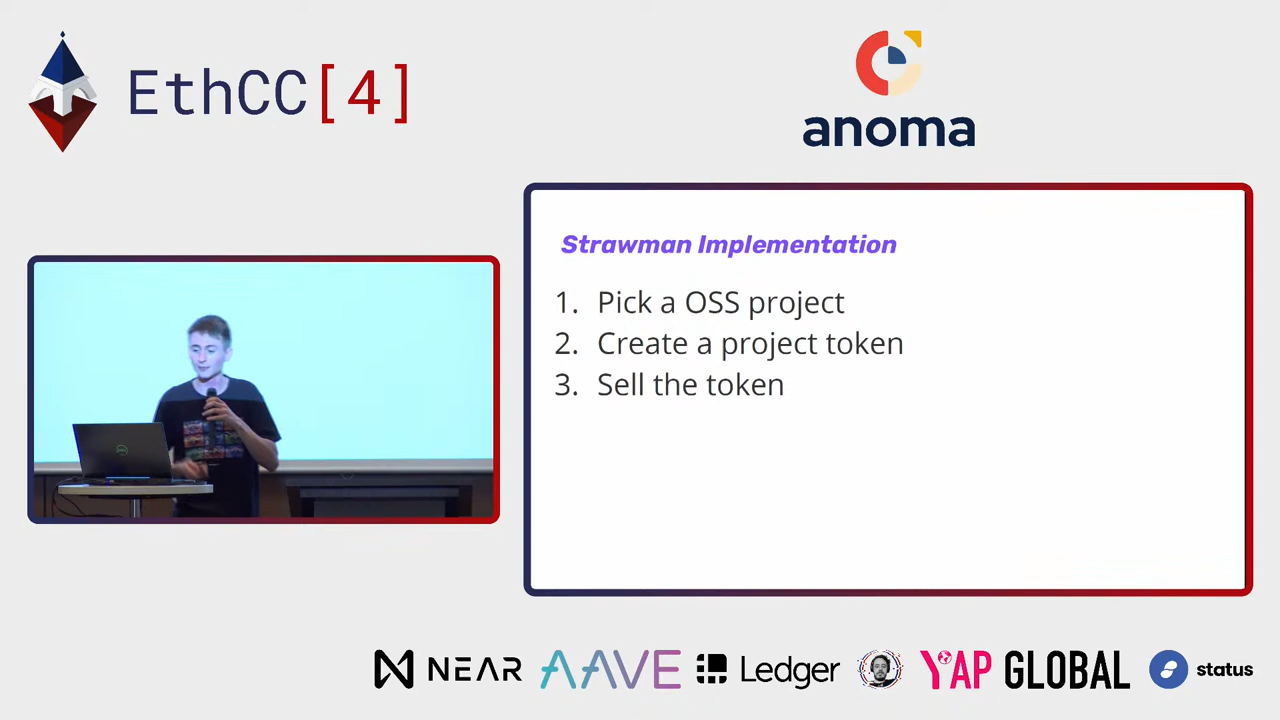 EthCC[4]
anoma
Strawman Implementation
1. Pick a OSS project
2. Create a project token
3. Sell the token
NEAR
AAVE
Ledger
YAP GLOBAL
status